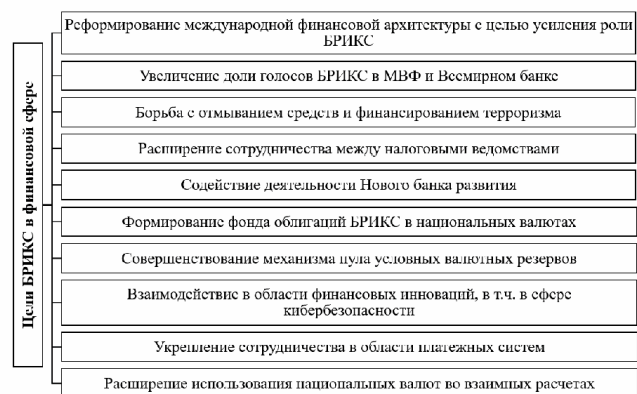 Цели БРИКС в финансовой сфере
Реформирование международной финансовой архитектуры с целью усиления роли
БРИКС
Увеличение доли голосов БРИКС в МВФ и Всемирном банке
Борьба с отмыванием средств и финансированием терроризма
Расширение сотрудничества между налоговыми ведомствами
Содействие деятельности Нового банка развития
Формирование фонда облигаций БРИКС в национальных валютах
Совершенствование механизма пула условных валютных резервов
Взаимодействие в области финансовых инноваций, в т.ч. в сфере
кибербезопасности
Укрепление сотрудничества в области платежных систем
Расширение использования национальных валют во взаимных расчетах